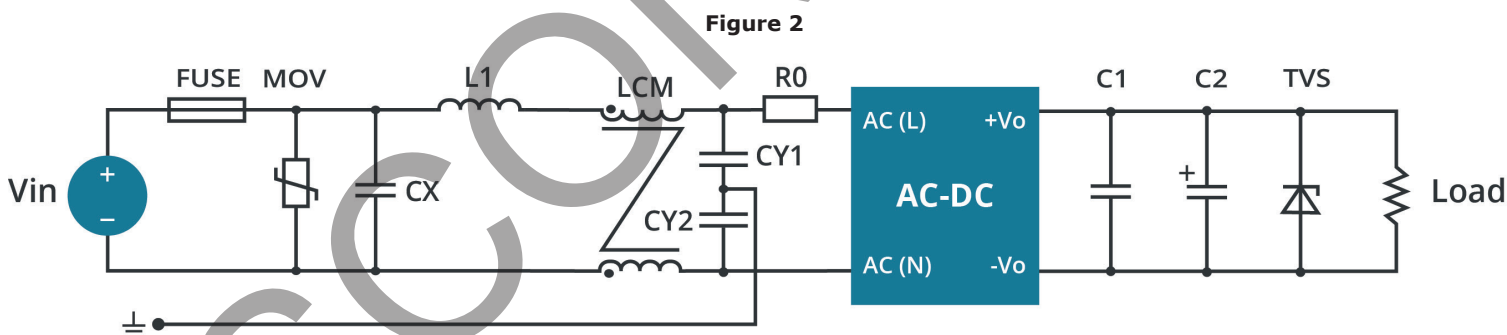 Figure 2
FUSE MOV L1 LCM R0 C1 C2 TVS
AC (L) +Vo
CY1
+
Vin + − CX AC-DC Load
CY2
AC (N) -Vo